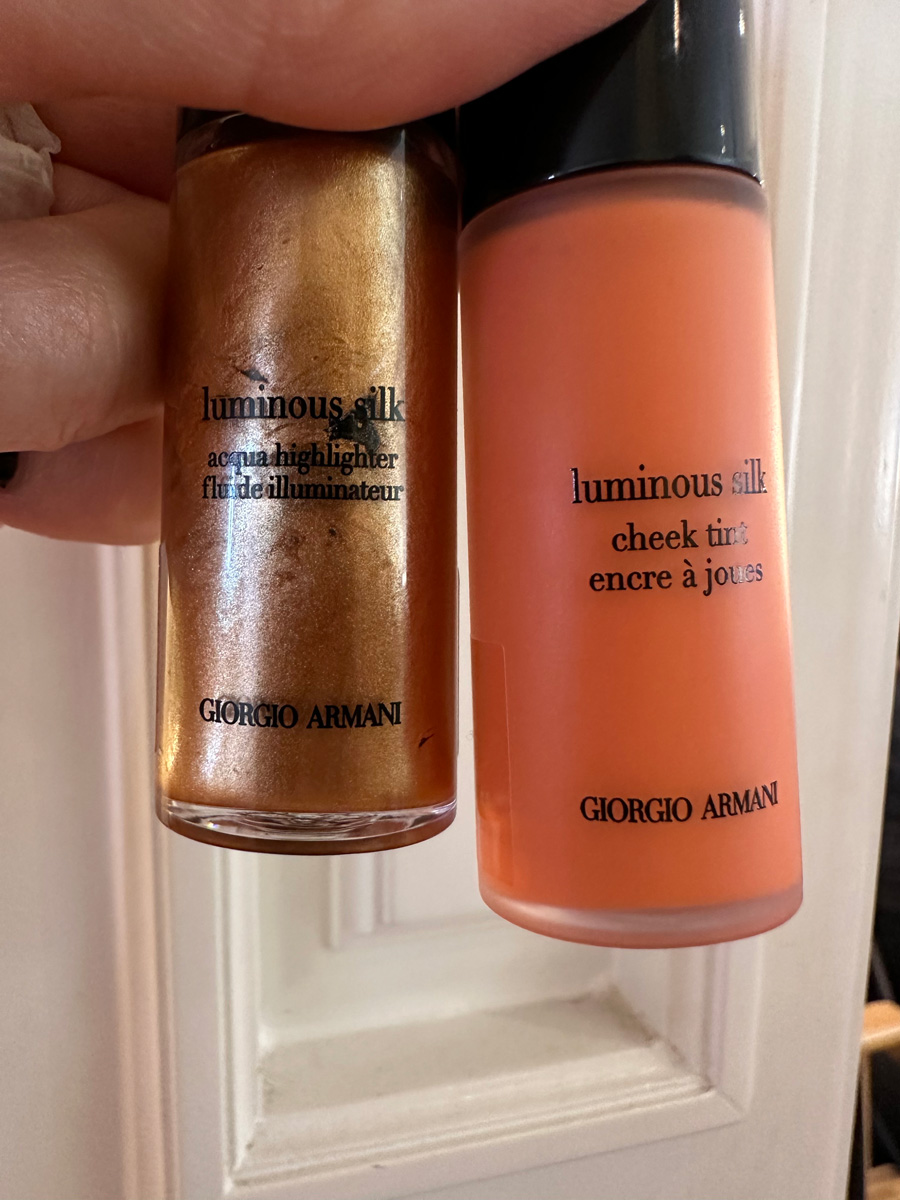 luminous silk
acqua highlighter
fluide illuminateur
GIORGIO ARMANI
luminous silk
cheek tint
encre à joues
GIORGIO ARMANI